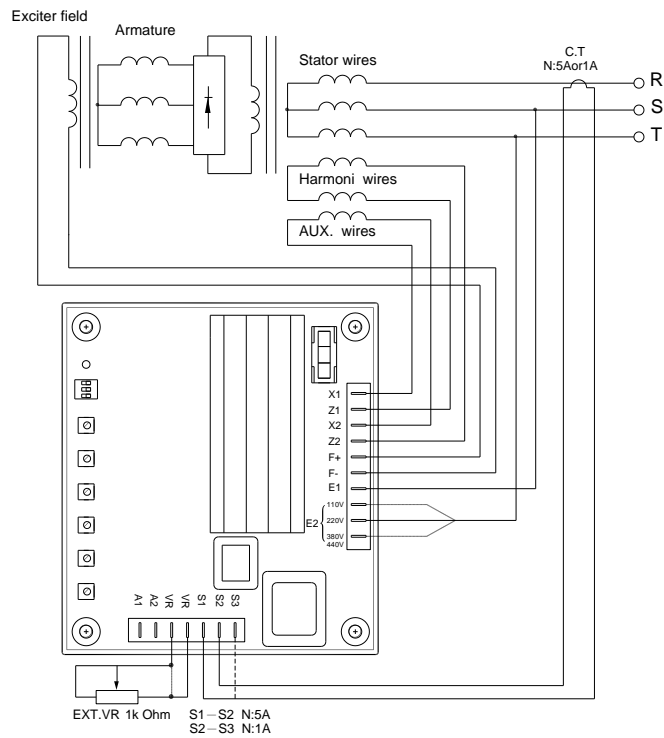 Exciter field
Armature
Stator wires
C.T
N:5Aor1A
R
S
T
Harmoni wires
AUX. wires
X1
Z1
X2
Z2
F+
F-
E1
110V
E2 220V
380V
440V
A1 A2 VR VR S1 S2 S3
EXT.VR 1k Ohm
S1—S2 N:5A
S2—S3 N:1A